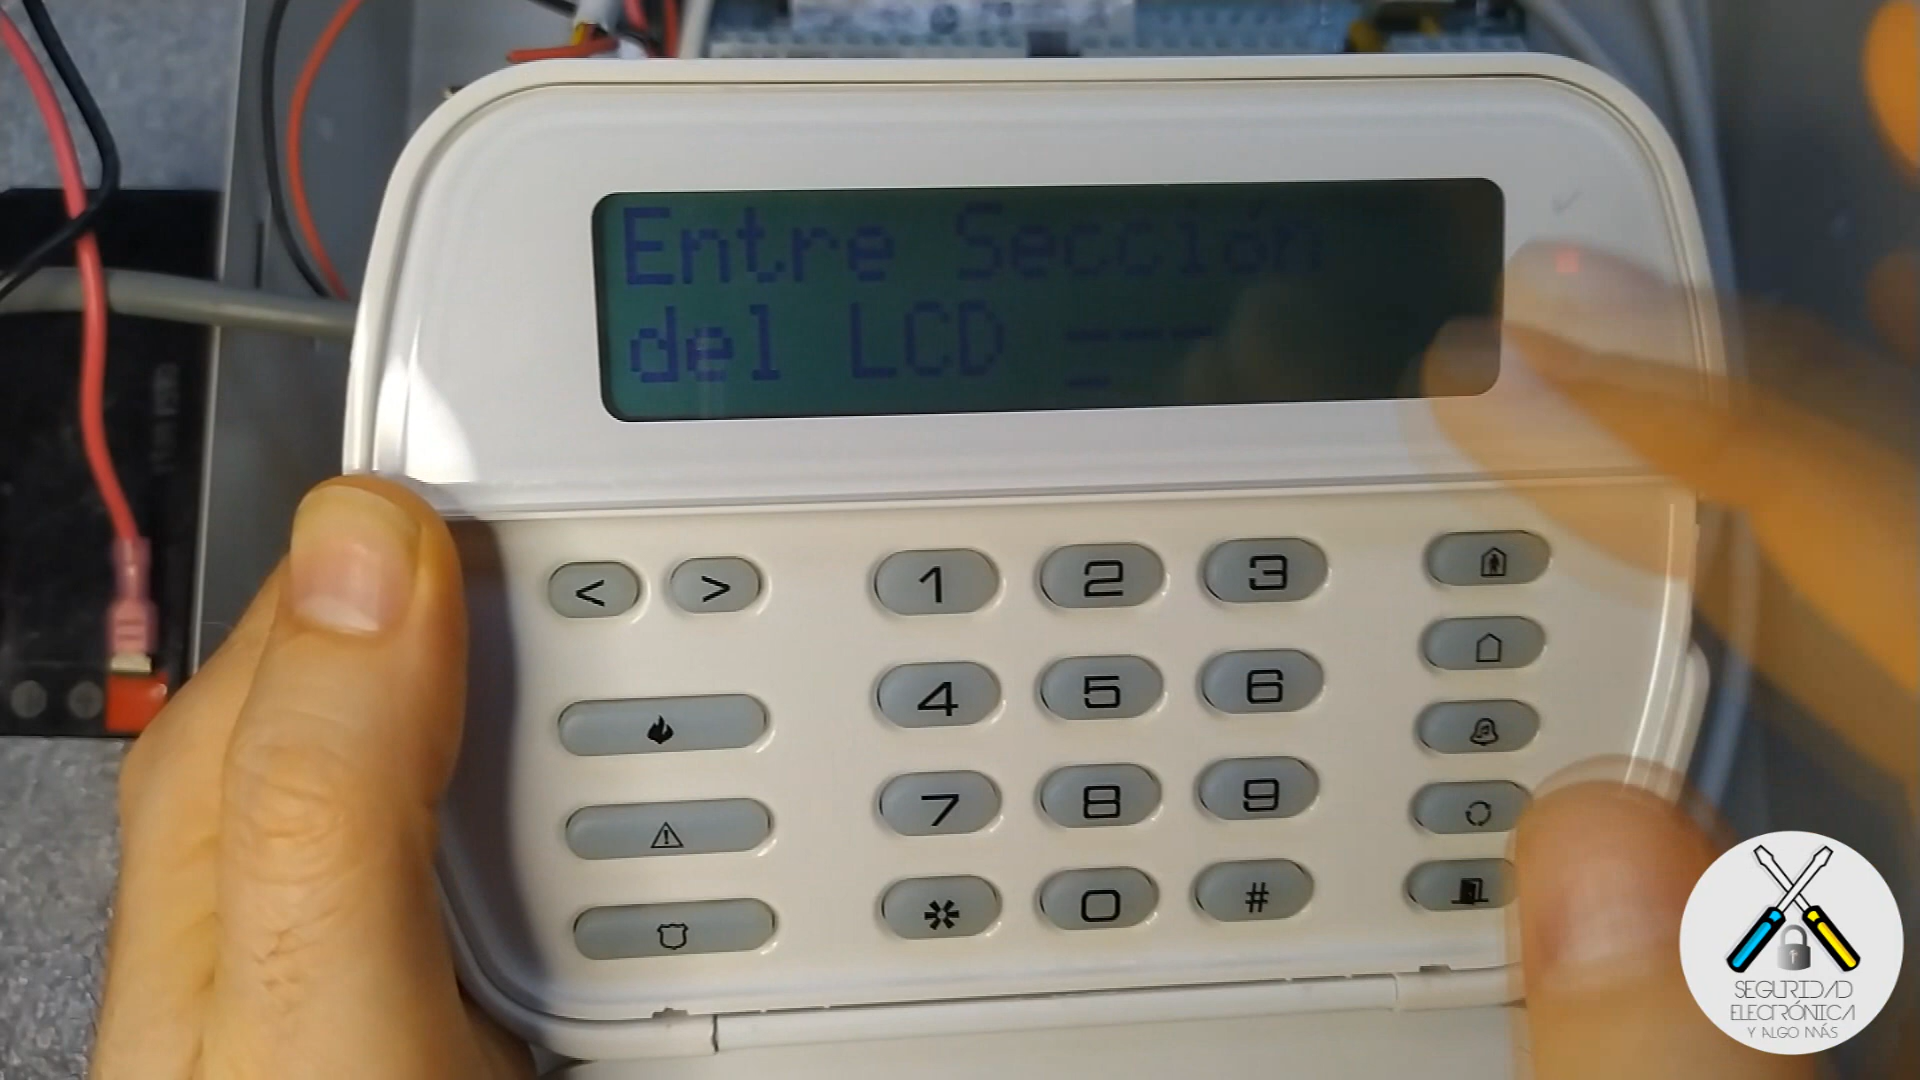 Entre Sección
del LCD ---
< > 1 2 3
4 5 6
7 8 9
* 0 #
SEGURIDAD
ELECTRÓNICA
Y ALGO MÁS